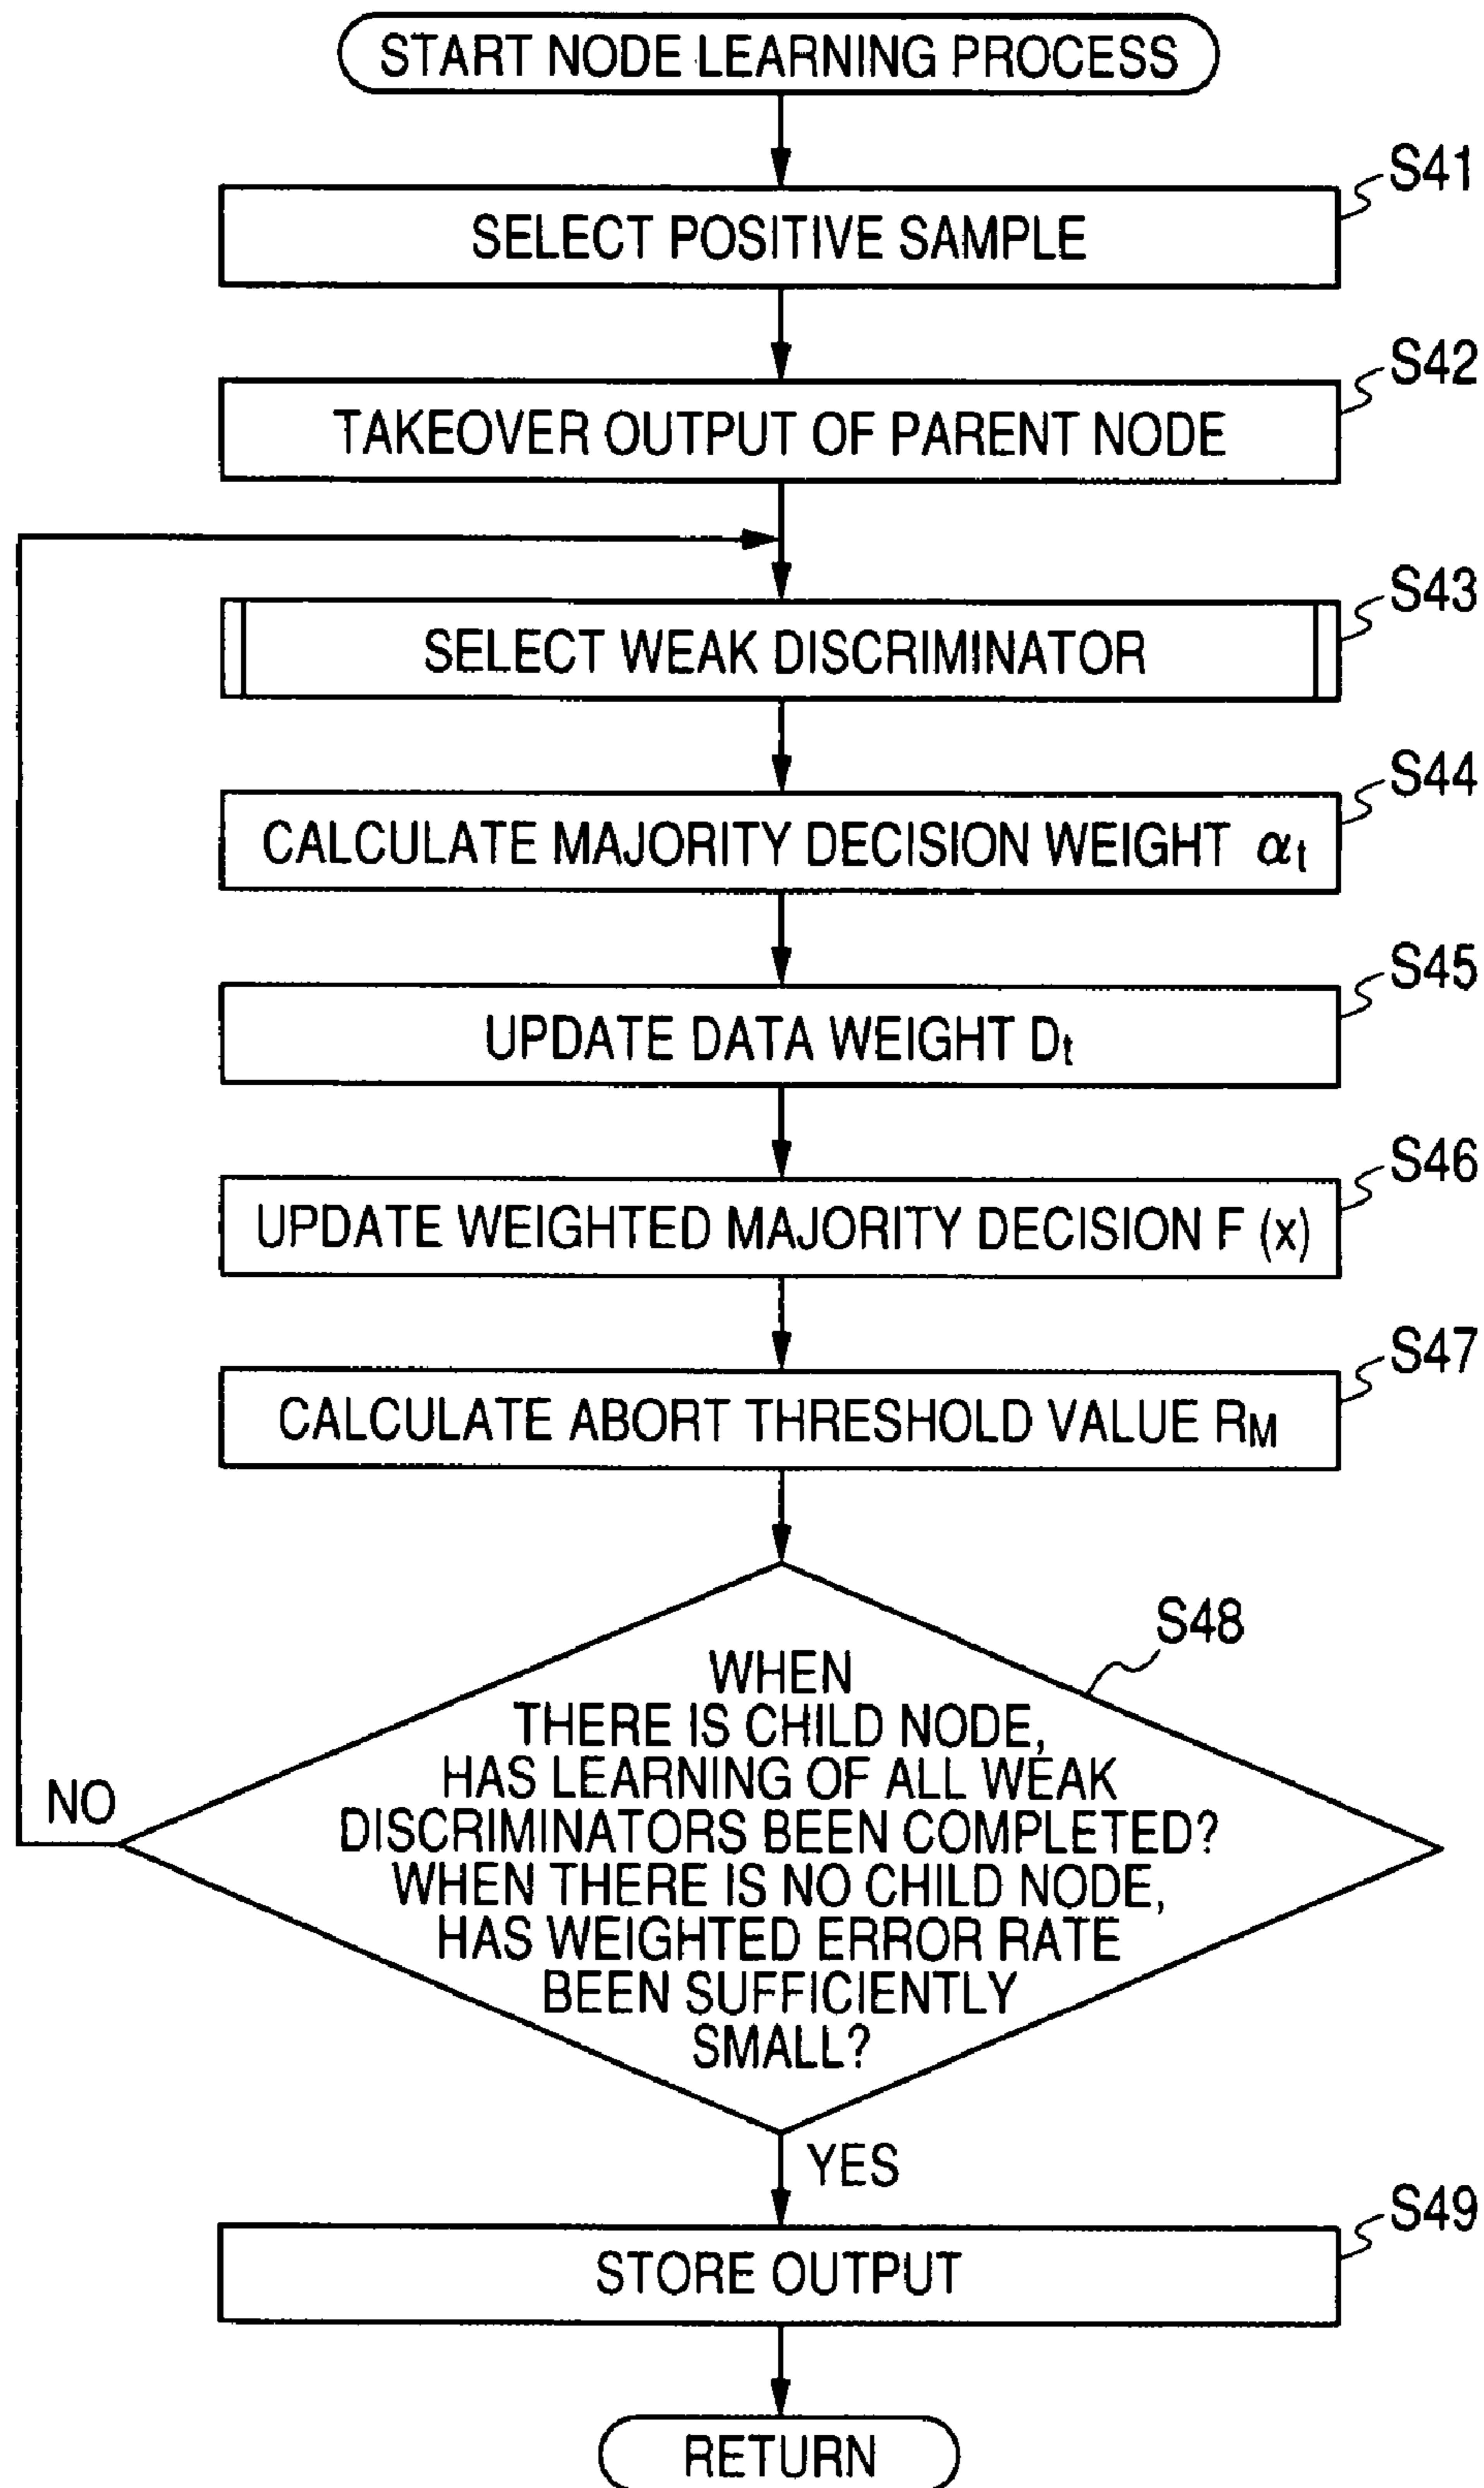 START NODE LEARNING PROCESS
S41
SELECT POSITIVE SAMPLE
S42
TAKEOVER OUTPUT OF PARENT NODE
S43
SELECT WEAK DISCRIMINATOR
S44
CALCULATE MAJORITY DECISION WEIGHT αt
S45
UPDATE DATA WEIGHT Dt
S46
UPDATE WEIGHTED MAJORITY DECISION F (x)
S47
CALCULATE ABORT THRESHOLD VALUE RM
S48
WHEN
THERE IS CHILD NODE,
HAS LEARNING OF ALL WEAK
DISCRIMINATORS BEEN COMPLETED?
WHEN THERE IS NO CHILD NODE,
HAS WEIGHTED ERROR RATE
BEEN SUFFICIENTLY
SMALL?
NO
YES
S49
STORE OUTPUT
RETURN